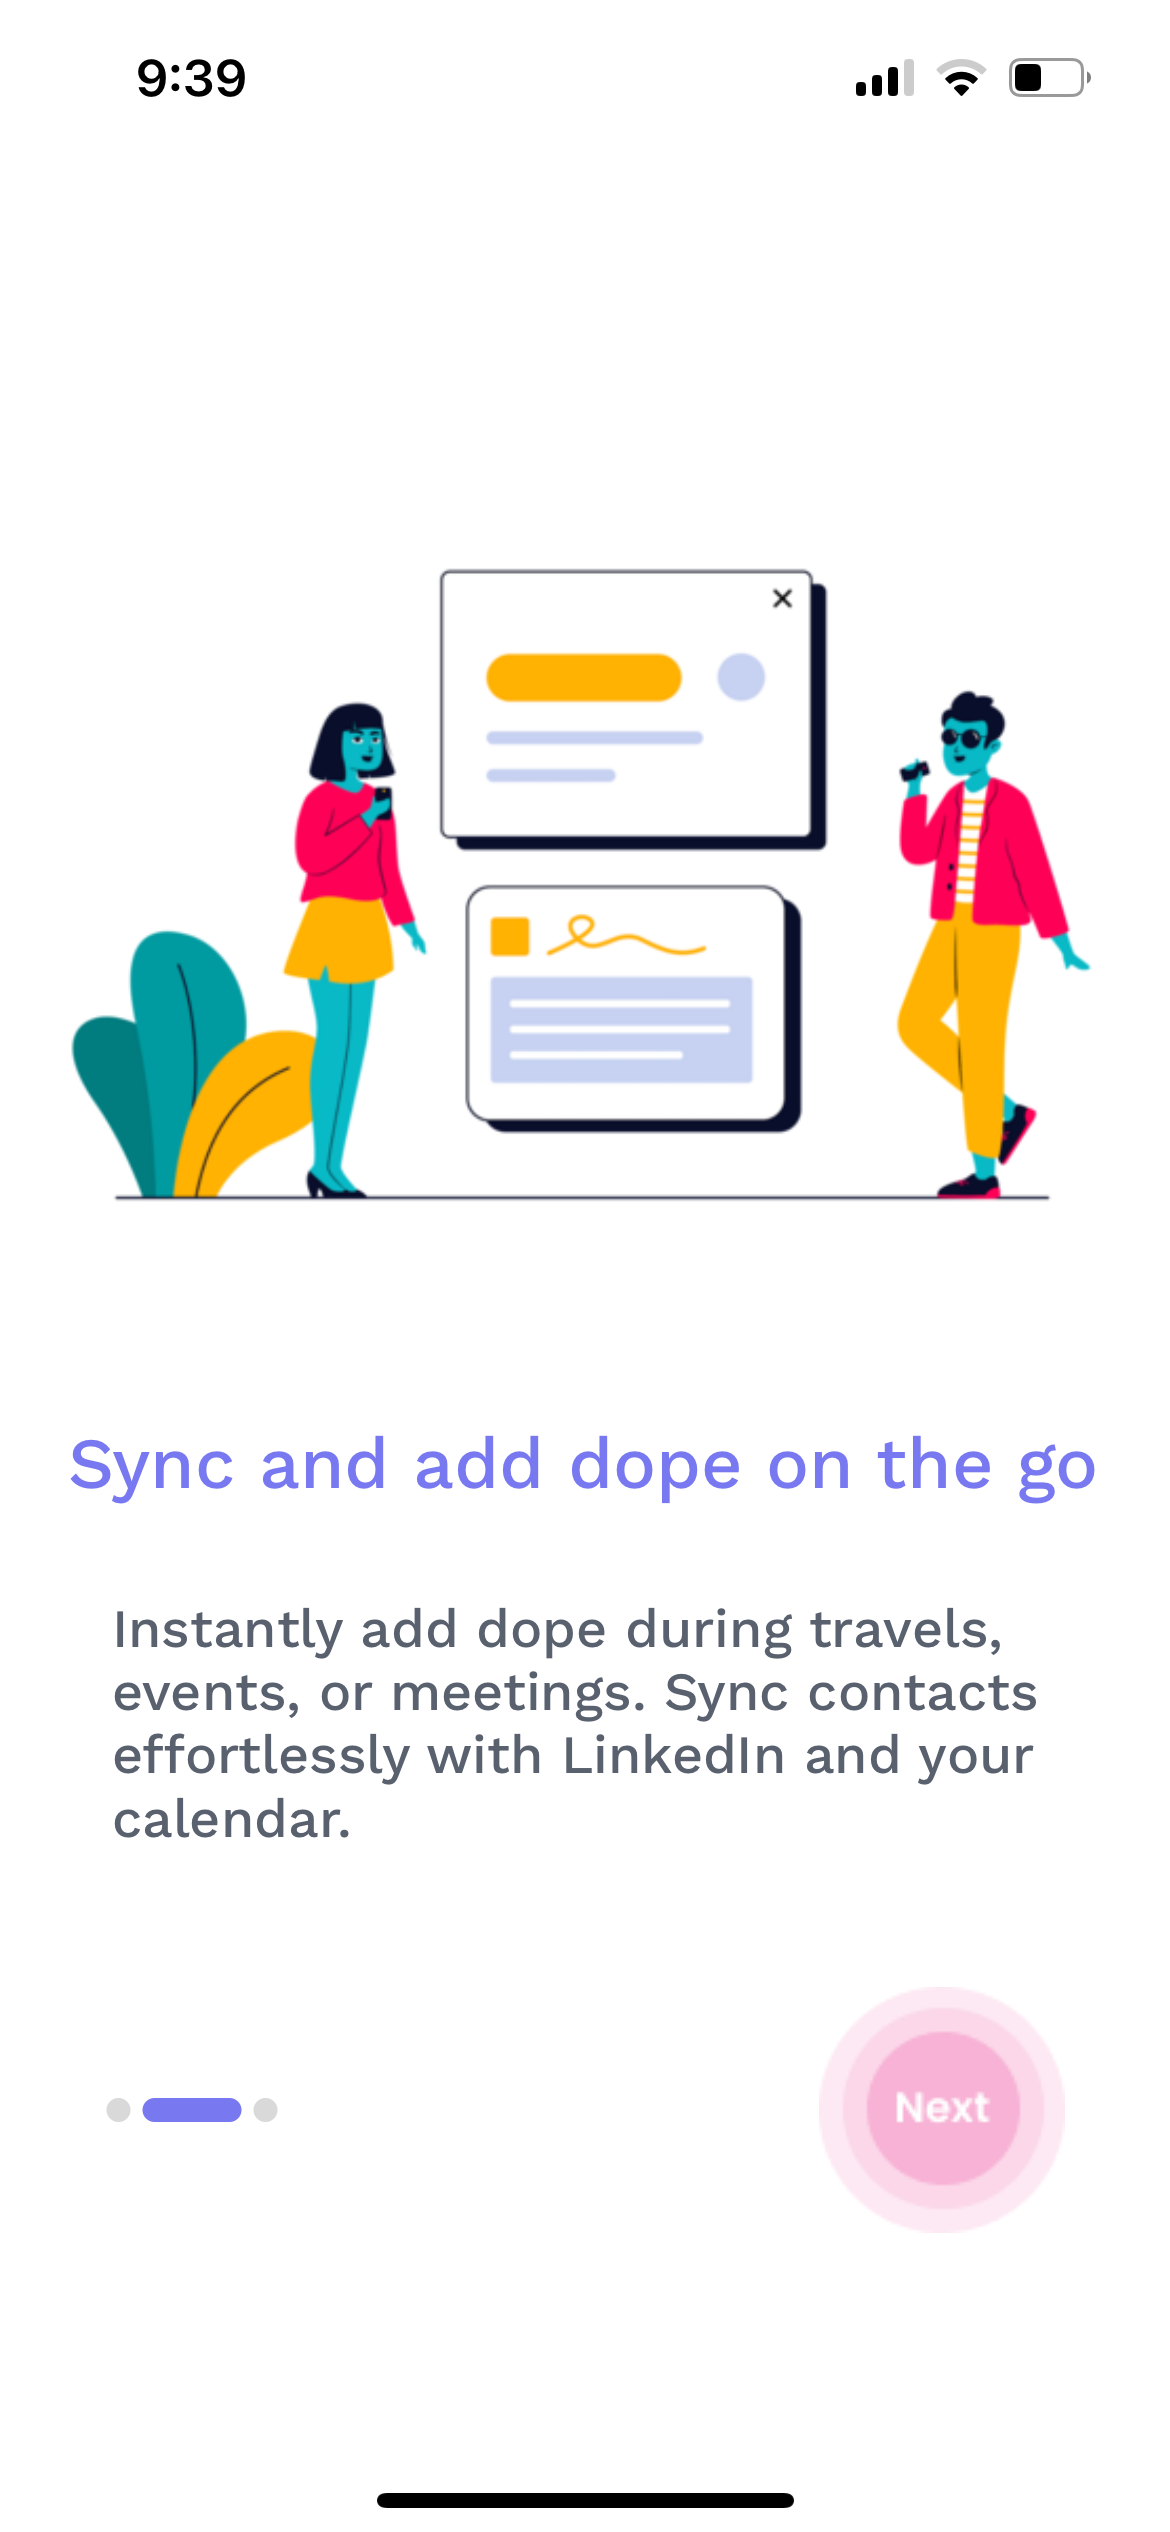 9:39
Sync and add dope on the go
Instantly add dope during travels,
events, or meetings. Sync contacts
effortlessly with LinkedIn and your
calendar.
Next